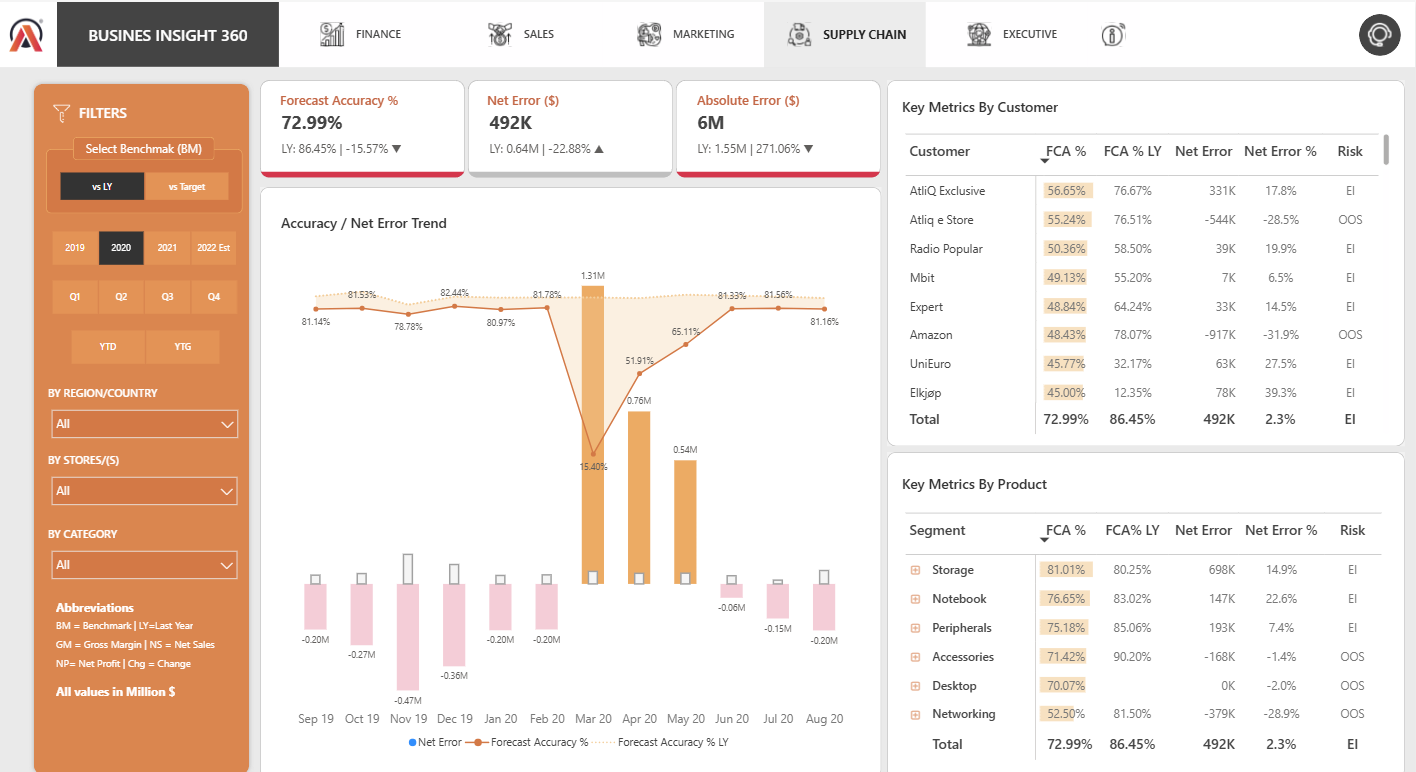 BUSINES INSIGHT 360
FINANCE
SALES
MARKETING
SUPPLY CHAIN
EXECUTIVE
FILTERS
Select Benchmak (BM)
vs LY
vs Target
2019
2020
2021
2022 Est
Q1
Q2
Q3
Q4
YTD
YTG
BY REGION/COUNTRY
All
BY STORES/(S)
All
BY CATEGORY
All
Abbreviations
BM = Benchmark | LY=Last Year
GM = Gross Margin | NS = Net Sales
NP= Net Profit | Chg = Change
All values in Million $
Forecast Accuracy %
72.99%
LY: 86.45% | -15.57% ▼
Net Error ($)
492K
LY: 0.64M | -22.88% ▲
Absolute Error ($)
6M
LY: 1.55M | 271.06% ▼
Accuracy / Net Error Trend
1.31M
81.53% 82.44% 81.78% 81.33% 81.56%
81.14% 78.78% 80.97% 65.11% 81.16%
51.91%
0.76M
0.54M
15.40%
-0.06M
-0.20M -0.27M -0.20M -0.20M -0.15M -0.20M
-0.36M
-0.47M
Sep 19 Oct 19 Nov 19 Dec 19 Jan 20 Feb 20 Mar 20 Apr 20 May 20 Jun 20 Jul 20 Aug 20
Net Error Forecast Accuracy % Forecast Accuracy % LY
Key Metrics By Customer
Customer FCA % FCA % LY Net Error Net Error % Risk
AtliQ Exclusive 56.65% 76.67% 331K 17.8% EI
Atliq e Store 55.24% 76.51% -544K -28.5% OOS
Radio Popular 50.36% 58.50% 39K 19.9% EI
Mbit 49.13% 55.20% 7K 6.5% EI
Expert 48.84% 64.24% 33K 14.5% EI
Amazon 48.43% 78.07% -917K -31.9% OOS
UniEuro 45.77% 32.17% 63K 27.5% EI
Elkjøp 45.00% 12.35% 78K 39.3% EI
Total 72.99% 86.45% 492K 2.3% EI
Key Metrics By Product
Segment FCA % FCA% LY Net Error Net Error % Risk
Storage 81.01% 80.25% 698K 14.9% EI
Notebook 76.65% 83.02% 147K 22.6% EI
Peripherals 75.18% 85.06% 193K 7.4% EI
Accessories 71.42% 90.20% -168K -1.4% OOS
Desktop 70.07% 0K -2.0% OOS
Networking 52.50% 81.50% -379K -28.9% OOS
Total 72.99% 86.45% 492K 2.3% EI